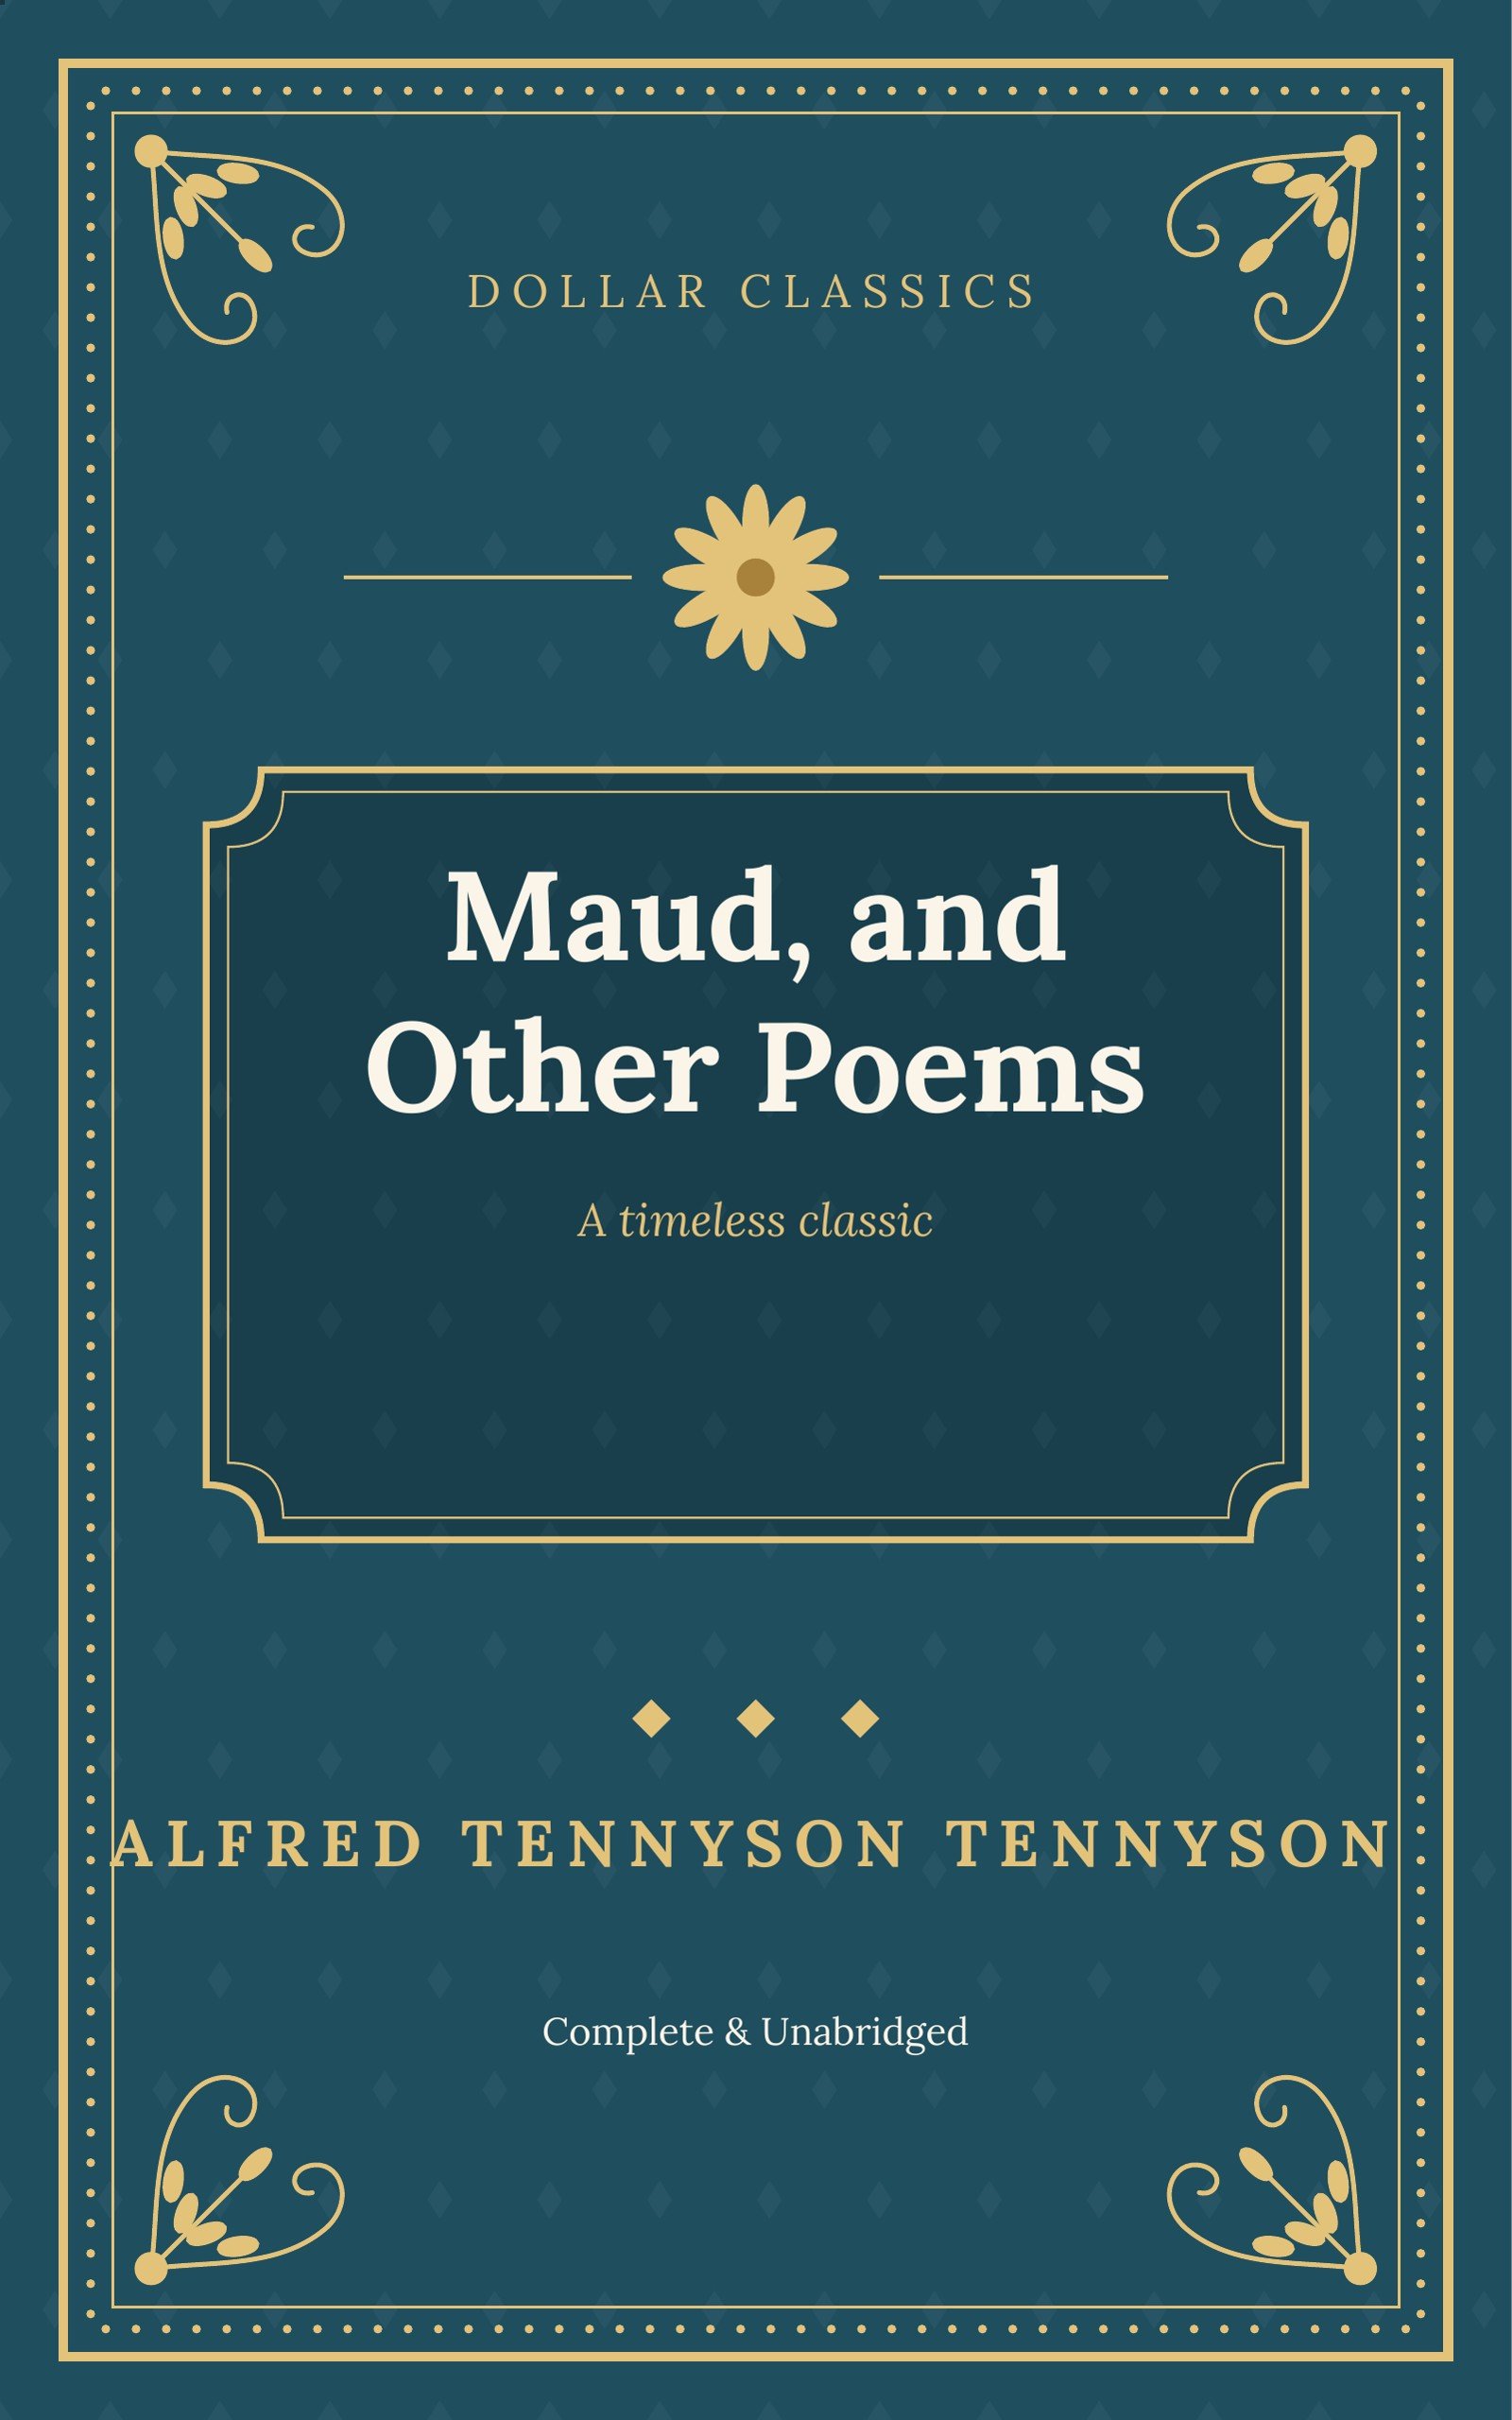 DOLLAR CLASSICS
Maud, and
Other Poems
A timeless classic
ALFRED TENNYSON TENNYSON
Complete & Unabridged